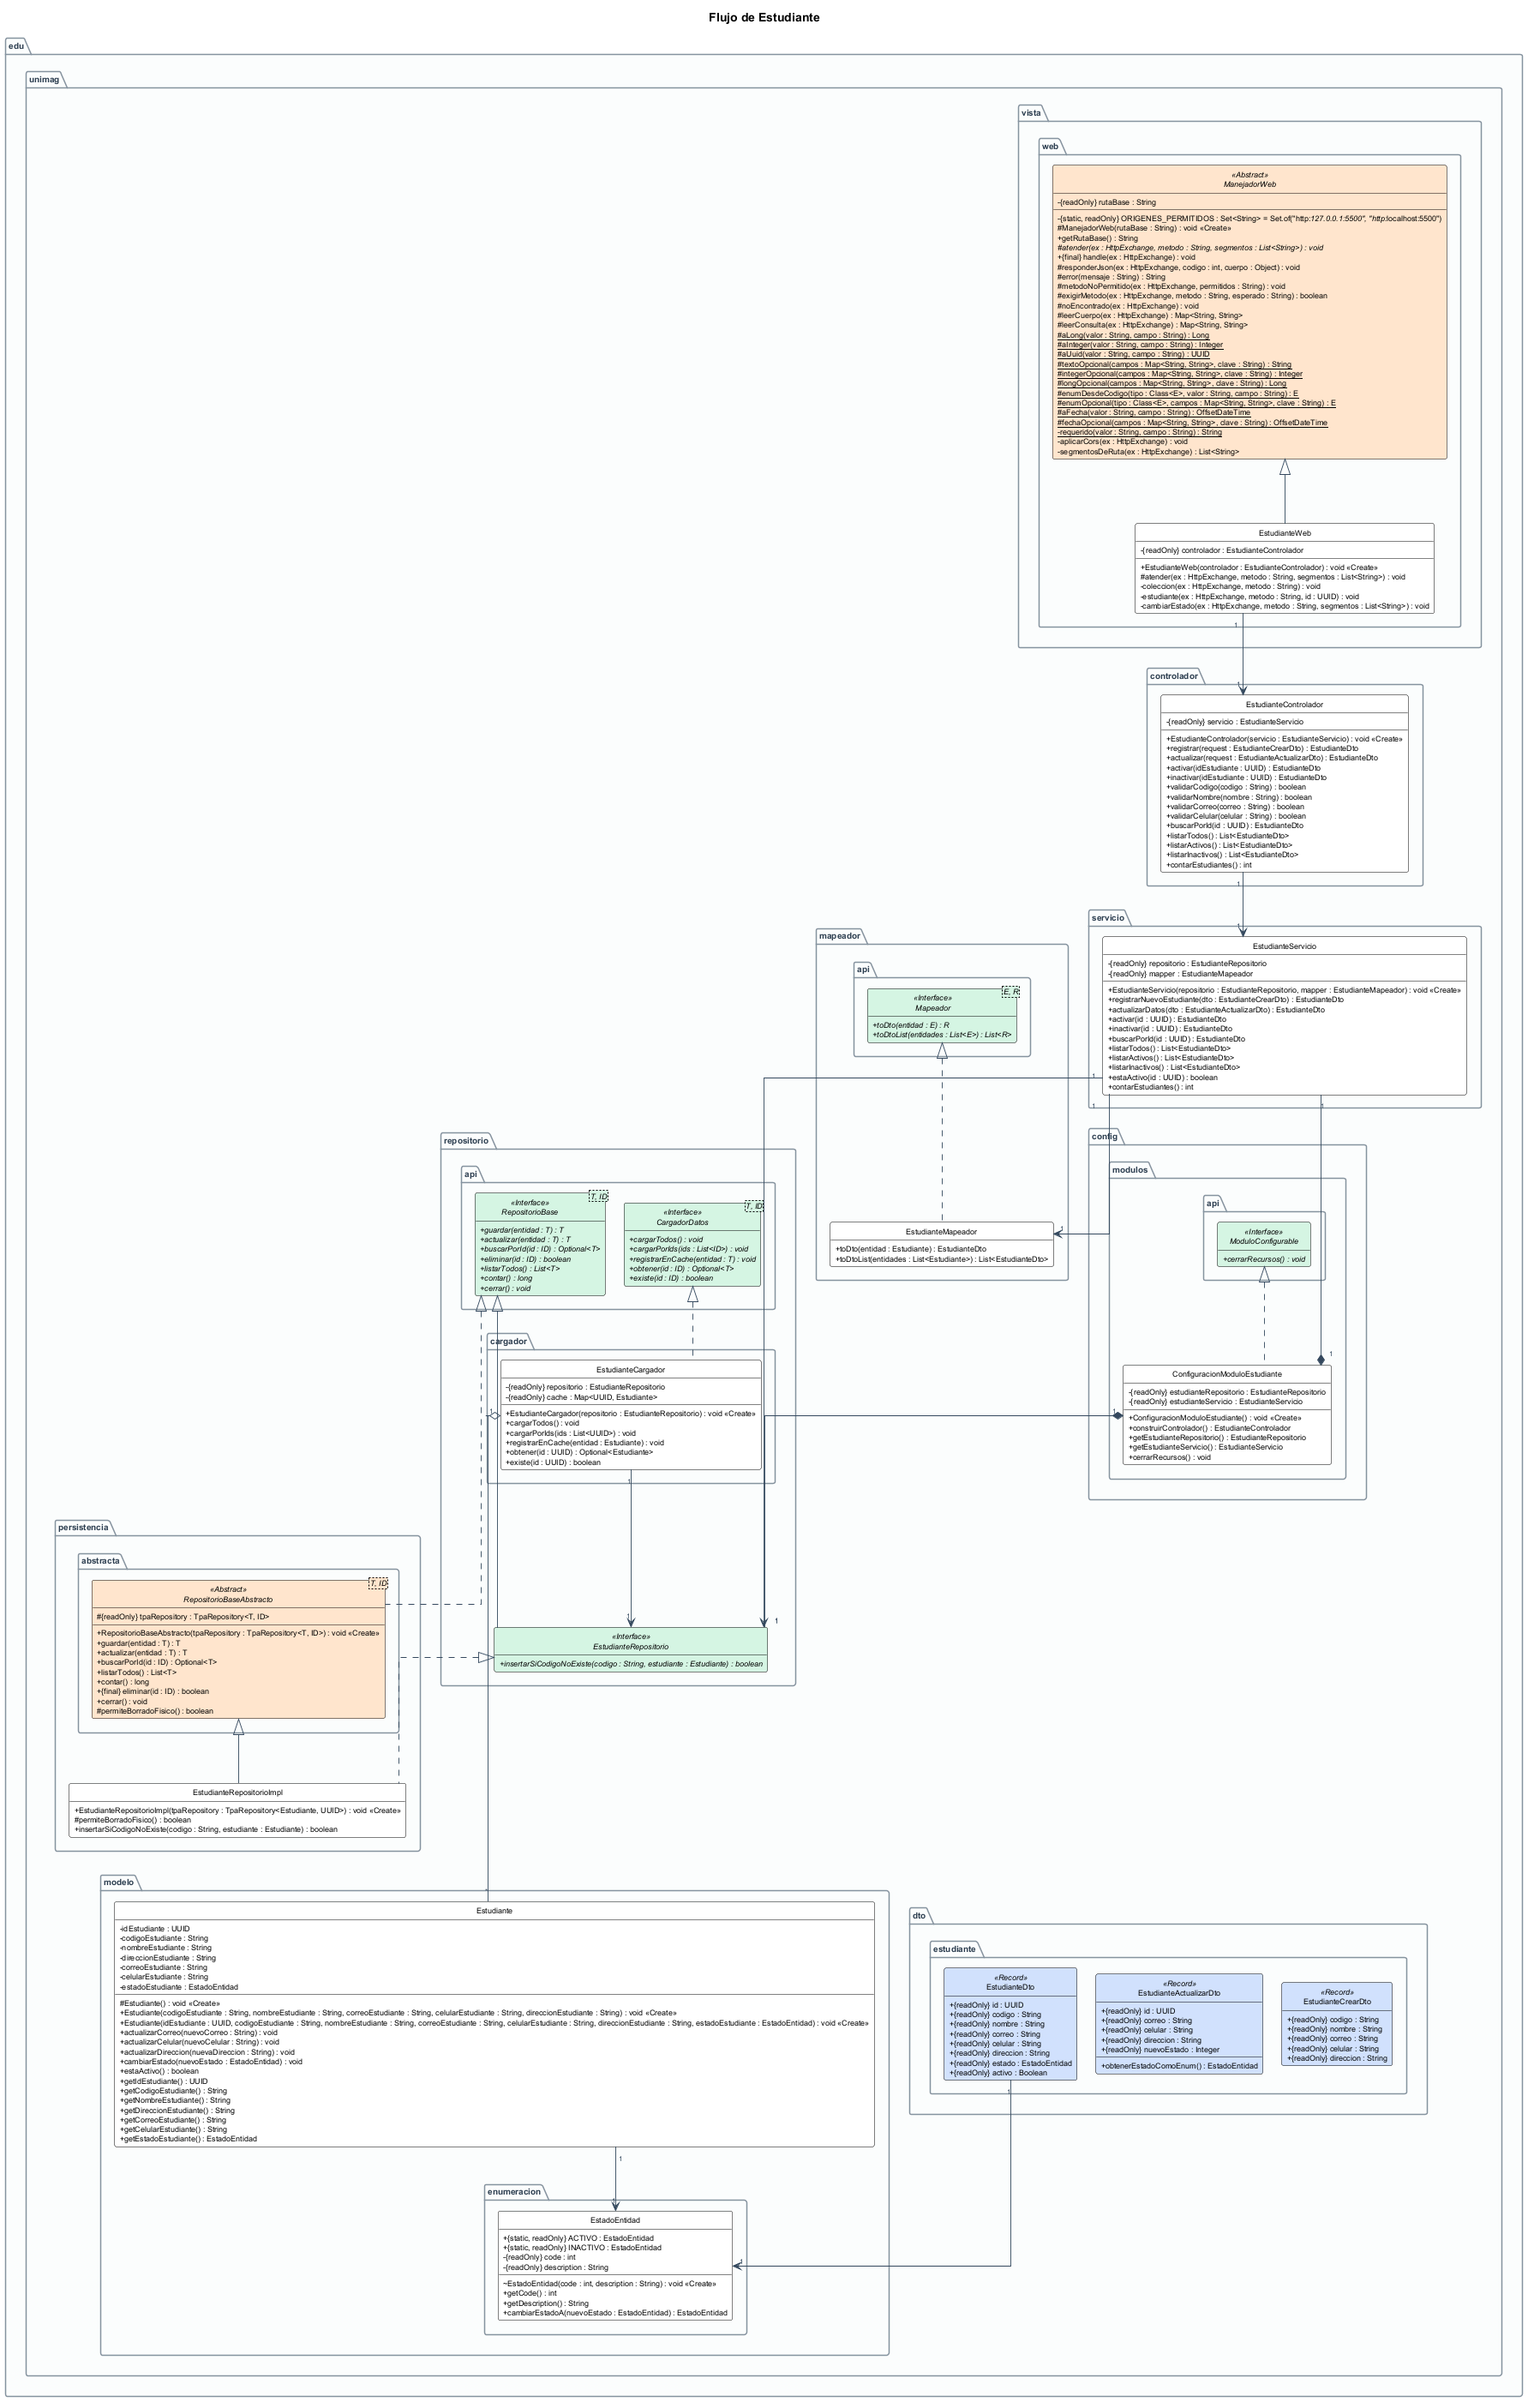 Flujo de Estudiante
edu
unimag
vista
web
«Abstract»
ManejadorWeb
-{readOnly} rutaBase : String
-{static, readOnly} ORIGENES_PERMITIDOS : Set<String> = Set.of("http:127.0.0.1:5500", "http:localhost:5500")
#ManejadorWeb(rutaBase : String) : void «Create»
+getRutaBase() : String
#atender(ex : HttpExchange, metodo : String, segmentos : List<String>) : void
+{final} handle(ex : HttpExchange) : void
#responderJson(ex : HttpExchange, codigo : int, cuerpo : Object) : void
#error(mensaje : String) : String
#metodoNoPermitido(ex : HttpExchange, permitidos : String) : void
#exigirMetodo(ex : HttpExchange, metodo : String, esperado : String) : boolean
#noEncontrado(ex : HttpExchange) : void
#leerCuerpo(ex : HttpExchange) : Map<String, String>
#leerConsulta(ex : HttpExchange) : Map<String, String>
#aLong(valor : String, campo : String) : Long
#aInteger(valor : String, campo : String) : Integer
#aUuid(valor : String, campo : String) : UUID
#textoOpcional(campos : Map<String, String>, clave : String) : String
#integerOpcional(campos : Map<String, String>, clave : String) : Integer
#longOpcional(campos : Map<String, String>, clave : String) : Long
#enumDesdeCodigo(tipo : Class<E>, valor : String, campo : String) : E
#enumOpcional(tipo : Class<E>, campos : Map<String, String>, clave : String) : E
#aFecha(valor : String, campo : String) : OffsetDateTime
#fechaOpcional(campos : Map<String, String>, clave : String) : OffsetDateTime
-requerido(valor : String, campo : String) : String
-aplicarCors(ex : HttpExchange) : void
-segmentosDeRuta(ex : HttpExchange) : List<String>
EstudianteWeb
-{readOnly} controlador : EstudianteControlador
+EstudianteWeb(controlador : EstudianteControlador) : void «Create»
#atender(ex : HttpExchange, metodo : String, segmentos : List<String>) : void
-coleccion(ex : HttpExchange, metodo : String) : void
-estudiante(ex : HttpExchange, metodo : String, id : UUID) : void
-cambiarEstado(ex : HttpExchange, metodo : String, segmentos : List<String>) : void
1
controlador
1
EstudianteControlador
-{readOnly} servicio : EstudianteServicio
+EstudianteControlador(servicio : EstudianteServicio) : void «Create»
+registrar(request : EstudianteCrearDto) : EstudianteDto
+actualizar(request : EstudianteActualizarDto) : EstudianteDto
+activar(idEstudiante : UUID) : EstudianteDto
+inactivar(idEstudiante : UUID) : EstudianteDto
+validarCodigo(codigo : String) : boolean
+validarNombre(nombre : String) : boolean
+validarCorreo(correo : String) : boolean
+validarCelular(celular : String) : boolean
+buscarPorId(id : UUID) : EstudianteDto
+listarTodos() : List<EstudianteDto>
+listarActivos() : List<EstudianteDto>
+listarInactivos() : List<EstudianteDto>
+contarEstudiantes() : int
1
servicio
1
EstudianteServicio
-{readOnly} repositorio : EstudianteRepositorio
-{readOnly} mapper : EstudianteMapeador
+EstudianteServicio(repositorio : EstudianteRepositorio, mapper : EstudianteMapeador) : void «Create»
+registrarNuevoEstudiante(dto : EstudianteCrearDto) : EstudianteDto
+actualizarDatos(dto : EstudianteActualizarDto) : EstudianteDto
+activar(id : UUID) : EstudianteDto
+inactivar(id : UUID) : EstudianteDto
+buscarPorId(id : UUID) : EstudianteDto
+listarTodos() : List<EstudianteDto>
+listarActivos() : List<EstudianteDto>
+listarInactivos() : List<EstudianteDto>
+estaActivo(id : UUID) : boolean
+contarEstudiantes() : int
1
1
1
mapeador
api
E, R
«Interface»
Mapeador
+toDto(entidad : E) : R
+toDtoList(entidades : List<E>) : List<R>
EstudianteMapeador
+toDto(entidad : Estudiante) : EstudianteDto
+toDtoList(entidades : List<Estudiante>) : List<EstudianteDto>
1
config
modulos
api
«Interface»
ModuloConfigurable
+cerrarRecursos() : void
1
ConfiguracionModuloEstudiante
-{readOnly} estudianteRepositorio : EstudianteRepositorio
-{readOnly} estudianteServicio : EstudianteServicio
+ConfiguracionModuloEstudiante() : void «Create»
+construirControlador() : EstudianteControlador
+getEstudianteRepositorio() : EstudianteRepositorio
+getEstudianteServicio() : EstudianteServicio
+cerrarRecursos() : void
1
repositorio
api
T, ID
«Interface»
RepositorioBase
+guardar(entidad : T) : T
+actualizar(entidad : T) : T
+buscarPorId(id : ID) : Optional<T>
+eliminar(id : ID) : boolean
+listarTodos() : List<T>
+contar() : long
+cerrar() : void
T, ID
«Interface»
CargadorDatos
+cargarTodos() : void
+cargarPorIds(ids : List<ID>) : void
+registrarEnCache(entidad : T) : void
+obtener(id : ID) : Optional<T>
+existe(id : ID) : boolean
cargador
EstudianteCargador
-{readOnly} repositorio : EstudianteRepositorio
-{readOnly} cache : Map<UUID, Estudiante>
+EstudianteCargador(repositorio : EstudianteRepositorio) : void «Create»
+cargarTodos() : void
+cargarPorIds(ids : List<UUID>) : void
+registrarEnCache(entidad : Estudiante) : void
+obtener(id : UUID) : Optional<Estudiante>
+existe(id : UUID) : boolean
1
1
1
1
«Interface»
EstudianteRepositorio
+insertarSiCodigoNoExiste(codigo : String, estudiante : Estudiante) : boolean
persistencia
abstracta
T, ID
«Abstract»
RepositorioBaseAbstracto
#{readOnly} tpaRepository : TpaRepository<T, ID>
+RepositorioBaseAbstracto(tpaRepository : TpaRepository<T, ID>) : void «Create»
+guardar(entidad : T) : T
+actualizar(entidad : T) : T
+buscarPorId(id : ID) : Optional<T>
+listarTodos() : List<T>
+contar() : long
+{final} eliminar(id : ID) : boolean
+cerrar() : void
#permiteBorradoFisico() : boolean
EstudianteRepositorioImpl
+EstudianteRepositorioImpl(tpaRepository : TpaRepository<Estudiante, UUID>) : void «Create»
#permiteBorradoFisico() : boolean
+insertarSiCodigoNoExiste(codigo : String, estudiante : Estudiante) : boolean
modelo
1
Estudiante
-idEstudiante : UUID
-codigoEstudiante : String
-nombreEstudiante : String
-direccionEstudiante : String
-correoEstudiante : String
-celularEstudiante : String
-estadoEstudiante : EstadoEntidad
#Estudiante() : void «Create»
+Estudiante(codigoEstudiante : String, nombreEstudiante : String, correoEstudiante : String, celularEstudiante : String, direccionEstudiante : String) : void «Create»
+Estudiante(idEstudiante : UUID, codigoEstudiante : String, nombreEstudiante : String, correoEstudiante : String, celularEstudiante : String, direccionEstudiante : String, estadoEstudiante : EstadoEntidad) : void «Create»
+actualizarCorreo(nuevoCorreo : String) : void
+actualizarCelular(nuevoCelular : String) : void
+actualizarDireccion(nuevaDireccion : String) : void
+cambiarEstado(nuevoEstado : EstadoEntidad) : void
+estaActivo() : boolean
+getIdEstudiante() : UUID
+getCodigoEstudiante() : String
+getNombreEstudiante() : String
+getDireccionEstudiante() : String
+getCorreoEstudiante() : String
+getCelularEstudiante() : String
+getEstadoEstudiante() : EstadoEntidad
1
enumeracion
1
EstadoEntidad
+{static, readOnly} ACTIVO : EstadoEntidad
+{static, readOnly} INACTIVO : EstadoEntidad
-{readOnly} code : int
-{readOnly} description : String
~EstadoEntidad(code : int, description : String) : void «Create»
+getCode() : int
+getDescription() : String
+cambiarEstadoA(nuevoEstado : EstadoEntidad) : EstadoEntidad
1
dto
estudiante
«Record»
EstudianteDto
+{readOnly} id : UUID
+{readOnly} codigo : String
+{readOnly} nombre : String
+{readOnly} correo : String
+{readOnly} celular : String
+{readOnly} direccion : String
+{readOnly} estado : EstadoEntidad
+{readOnly} activo : Boolean
1
«Record»
EstudianteActualizarDto
+{readOnly} id : UUID
+{readOnly} correo : String
+{readOnly} celular : String
+{readOnly} direccion : String
+{readOnly} nuevoEstado : Integer
+obtenerEstadoComoEnum() : EstadoEntidad
«Record»
EstudianteCrearDto
+{readOnly} codigo : String
+{readOnly} nombre : String
+{readOnly} correo : String
+{readOnly} celular : String
+{readOnly} direccion : String